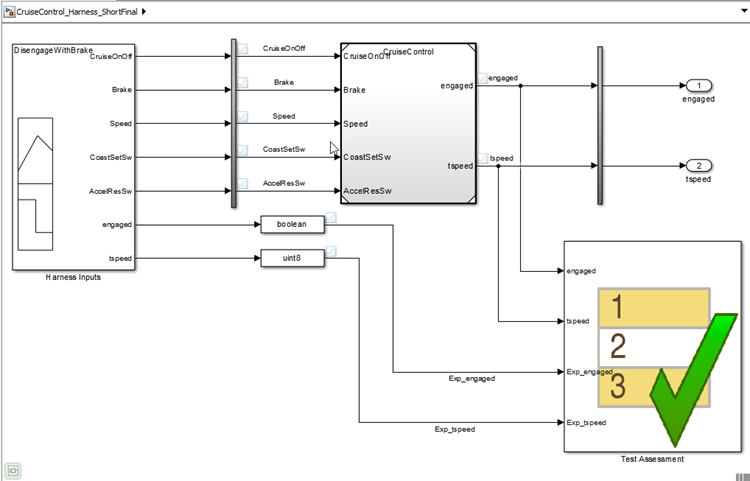 CruiseControl_Harness_ShortFinal
DisengageWithBrake
CruiseOnOff
Brake
Speed
CoastSetSw
AccelResSw
engaged
tspeed
Harness Inputs
CruiseOnOff
Brake
Speed
CoastSetSw
AccelResSw
boolean
uint8
CruiseControl
CruiseOnOff
Brake
Speed
CoastSetSw
AccelResSw
engaged
tspeed
engaged
tspeed
1
engaged
2
tspeed
engaged
tspeed
Exp_engaged
Exp_tspeed
1
2
3
Exp_engaged
Exp_tspeed
Test Assessment